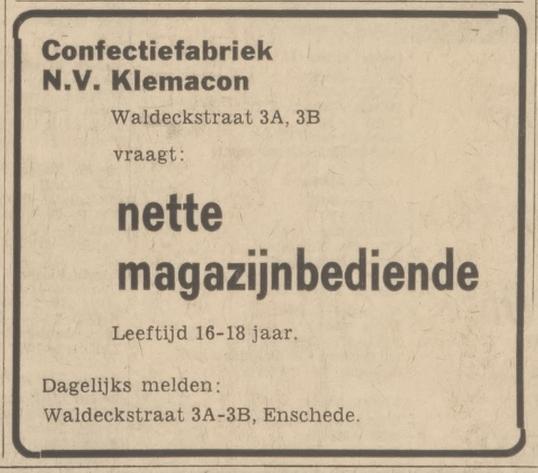 Confectiefabriek
N.V. Klemacon
Waldeckstraat 3A, 3B
vraagt:
nette
magazijnbediende
Leeftijd 16-18 jaar.
Dagelijks melden:
Waldeckstraat 3A-3B, Enschede.